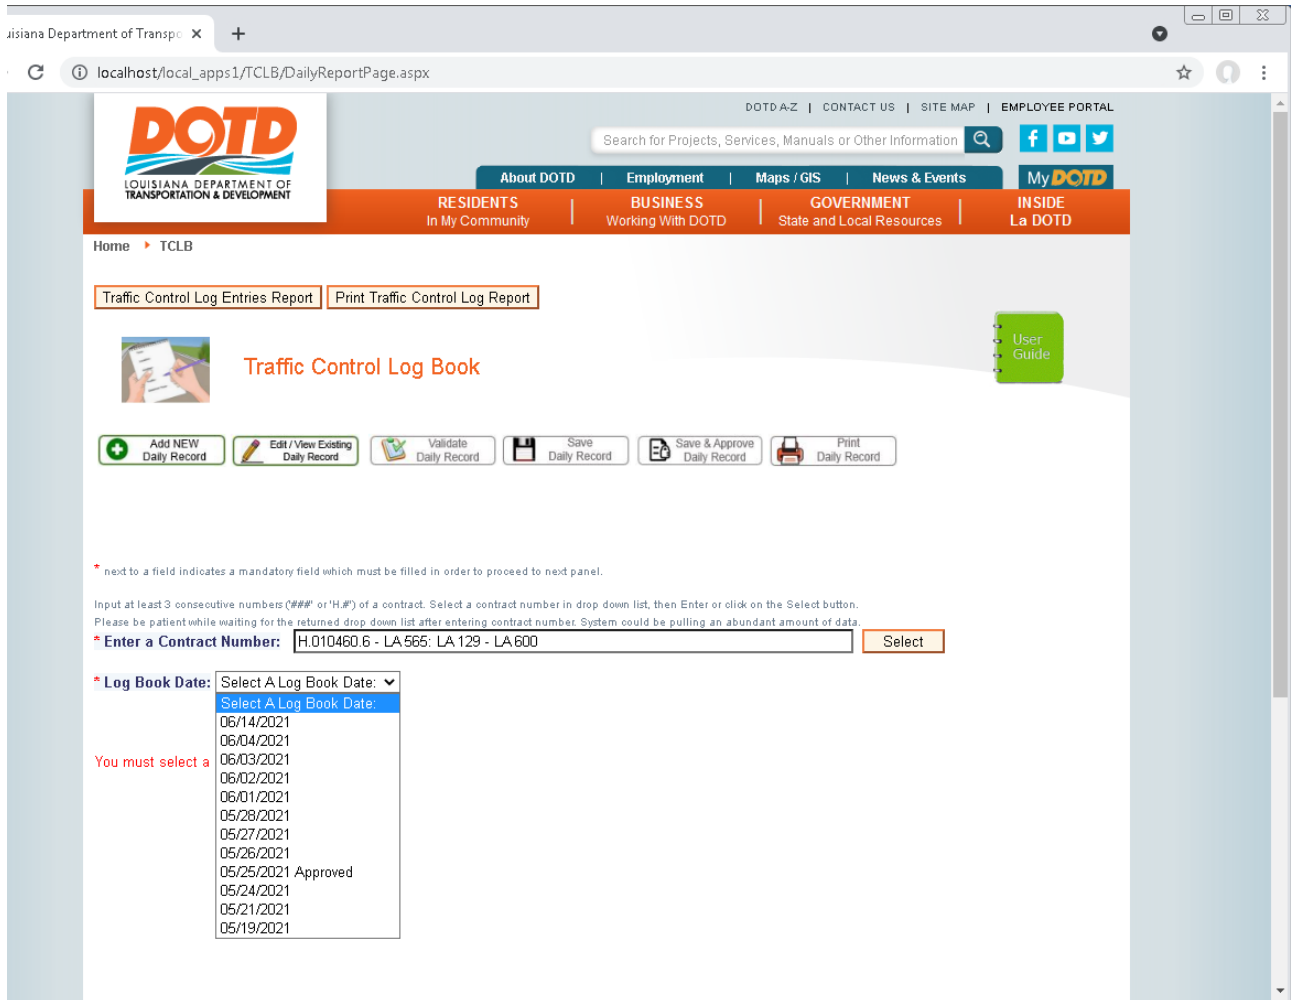 uisiana Department of Transpo
localhost/local_apps1/TCLB/DailyReportPage.aspx
DOTD A-Z | CONTACT US | SITE MAP | EMPLOYEE PORTAL
DOTD
LOUISIANA DEPARTMENT OF
TRANSPORTATION & DEVELOPMENT
Search for Projects, Services, Manuals or Other Information
About DOTD | Employment | Maps / GIS | News & Events
My DOTD
RESIDENTS
In My Community
BUSINESS
Working With DOTD
GOVERNMENT
State and Local Resources
INSIDE
La DOTD
Home TCLB
Traffic Control Log Entries Report
Print Traffic Control Log Report
Traffic Control Log Book
User
Guide
Add NEW
Daily Record
Edit / View Existing
Daily Record
Validate
Daily Record
Save
Daily Record
Save & Approve
Daily Record
Print
Daily Record
* next to a field indicates a mandatory field which must be filled in order to proceed to next panel.
Input at least 3 consecutive numbers ('###' or 'H.#') of a contract. Select a contract number in drop down list, then Enter or click on the Select button.
Please be patient while waiting for the returned drop down list after entering contract number. System could be pulling an abundant amount of data.
* Enter a Contract Number: H.010460.6 - LA 565: LA 129 - LA 600 Select
* Log Book Date: Select A Log Book Date:
Select A Log Book Date:
06/14/2021
06/04/2021
06/03/2021
You must select a
06/02/2021
06/01/2021
05/28/2021
05/27/2021
05/26/2021
05/25/2021 Approved
05/24/2021
05/21/2021
05/19/2021